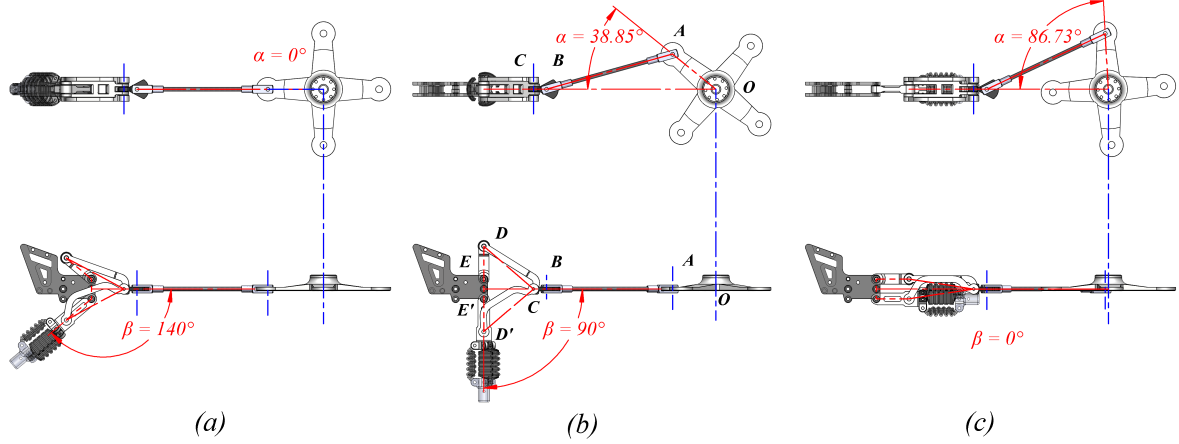 α = 0°
α = 38.85°
A
C
B
O
α = 86.73°
D
E
B
A
E'
C
O
D'
β = 140°
β = 90°
β = 0°
(a)
(b)
(c)